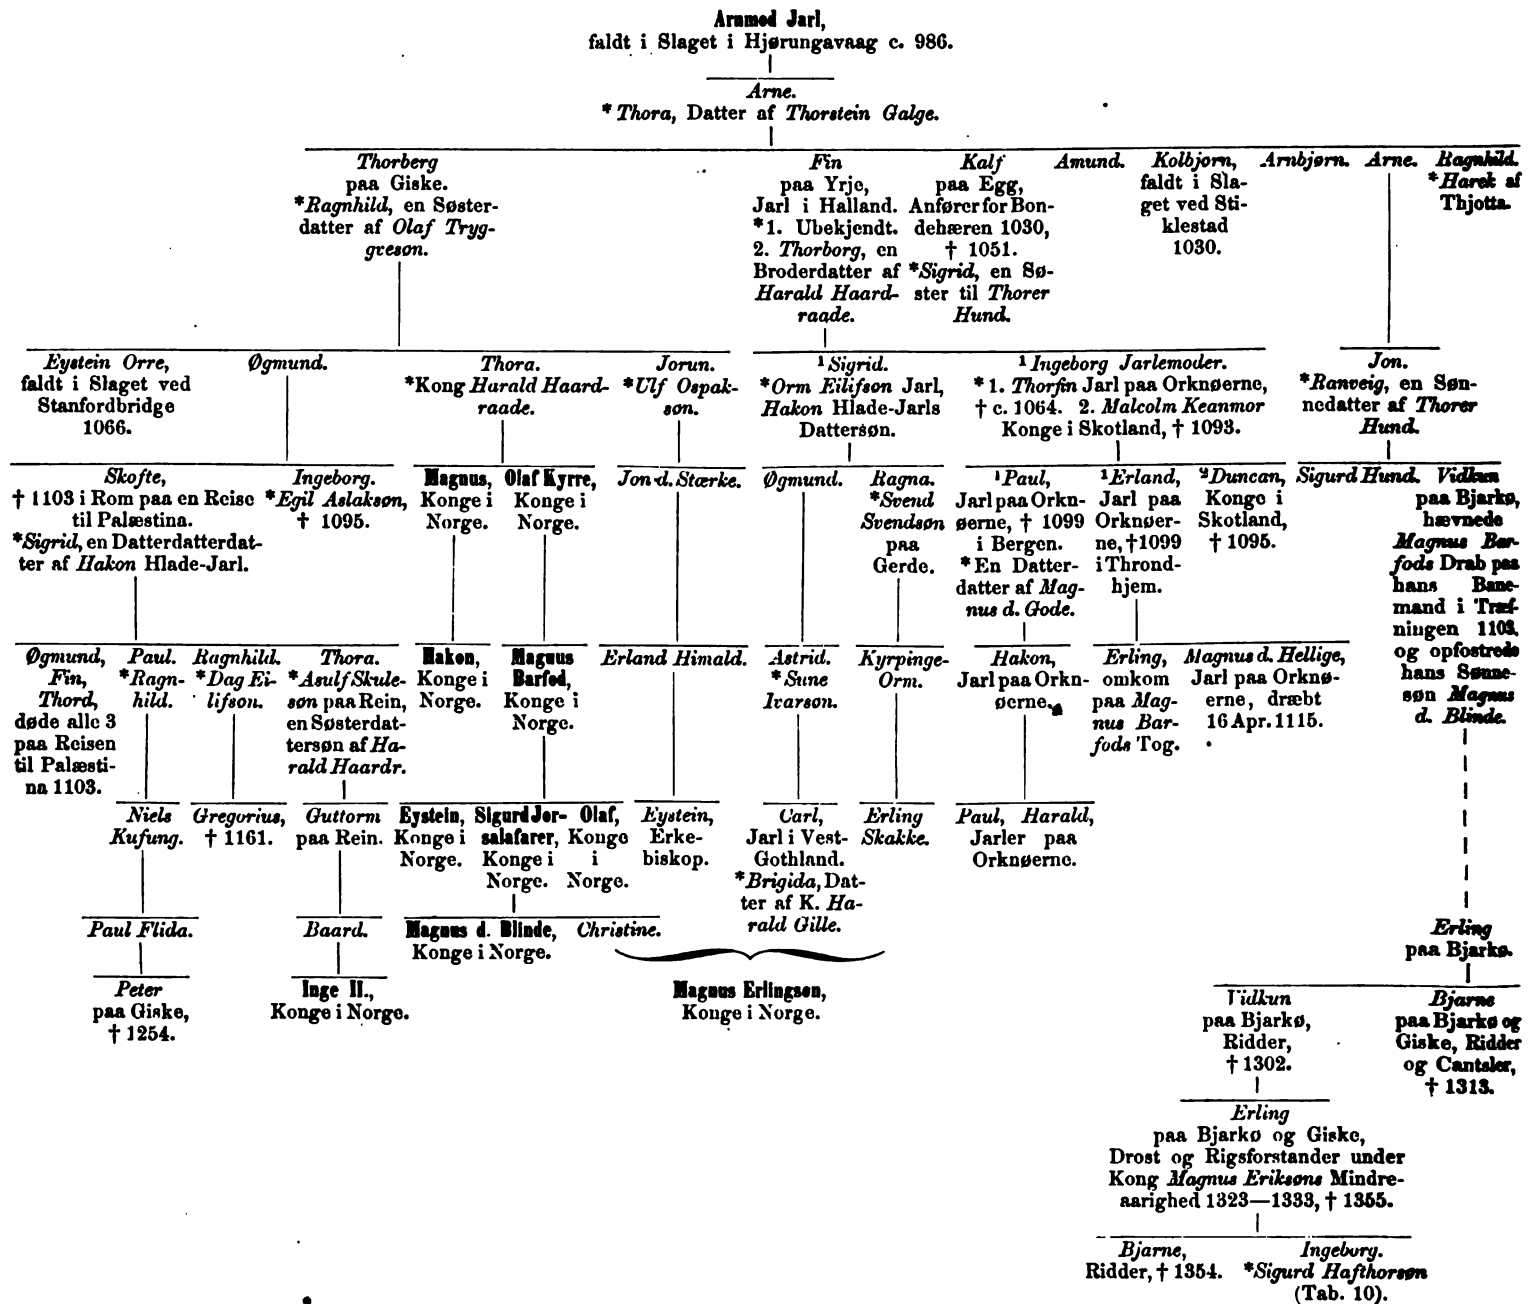 Arnmod Jarl,
faldt i Slaget i Hjørungavaag c. 986.
Arne.
* Thora, Datter af Thorstein Galge.
Thorberg
paa Giske.
*Ragnhild, en Søster-
datter af Olaf Tryg-
gvesøn.
Fin
paa Yrje,
Jarl i Halland.
*1. Ubekjendt.
2. Thorborg, en
Broderdatter af
Harald Haard-
raade.
Kalf
paa Egg,
Anfører for Bon-
dehæren 1030,
† 1051.
*Sigrid, en Sø-
ster til Thorer
Hund.
Amund.
Kolbjørn,
faldt i Sla-
get ved Sti-
klestad
1030.
Arnbjørn.
Arne.
Ragnhild.
*Harek af
Thjotta.
Eystein Orre,
faldt i Slaget ved
Stanfordbridge
1066.
Øgmund.
Thora.
*Kong Harald Haard-
raade.
Jorun.
*Ulf Ospak-
søn.
1 Sigrid.
*Orm Eilifsøn Jarl,
Hakon Hlade-Jarls
Dattersøn.
1 Ingeborg Jarlemoder.
* 1. Thorfin Jarl paa Orknøerne,
† c. 1064. 2. Malcolm Keanmor
Konge i Skotland, † 1093.
Jon.
*Ranveig, en Søn-
nedatter af Thorer
Hund.
Skofte,
† 1103 i Rom paa en Reise
til Palæstina.
*Sigrid, en Datterdatterdat-
ter af Hakon Hlade-Jarl.
Ingeborg.
*Egil Aslaksøn,
† 1095.
Magnus,
Konge i
Norge.
Olaf Kyrre,
Konge i
Norge.
Jon d. Stærke.
Øgmund.
Ragna.
*Svend
Svendsøn
paa
Gerde.
1 Paul,
Jarl paa Orkn-
øerne, † 1099
i Bergen.
* En Datter-
datter af Mag-
nus d. Gode.
1 Erland,
Jarl paa
Orknøer-
ne, † 1099
i Thrond-
hjem.
2 Duncan,
Konge i
Skotland,
† 1095.
Sigurd Hund.
Vidkun
paa Bjarkø,
hævnede
Magnus Bar-
fods Drab paa
hans Bane-
mand i Træf-
ningen 1103,
og opfostrede
hans Sønne-
søn Magnus
d. Blinde.
Øgmund,
Fin,
Thord,
døde alle 3
paa Reisen
til Palæsti-
na 1103.
Paul.
*Ragn-
hild.
Ragnhild.
*Dag Ei-
lifsøn.
Thora.
*Asulf Skule-
søn paa Rein,
en Søsterdat-
tersøn af Ha-
rald Haardr.
Hakon,
Konge i
Norge.
Magnus
Barfod,
Konge i
Norge.
Erland Himald.
Astrid.
* Sune
Ivarsøn.
Kyrpinge-
Orm.
Hakon,
Jarl paa Orkn-
øerne.
Erling,
omkom
paa Mag-
nus Bar-
fods Tog.
Magnus d. Hellige,
Jarl paa Orknø-
erne, dræbt
16 Apr. 1115.
Niels
Kufung.
Gregorius,
† 1161.
Guttorm
paa Rein.
Eystein,
Konge i
Norge.
Sigurd Jor-
salafarer,
Konge i
Norge.
Olaf,
Konge
i
Norge.
Eystein,
Erke-
biskop.
Carl,
Jarl i Vest-
Gothland.
*Brigida, Dat-
ter af K. Ha-
rald Gille.
Erling
Skakke.
Paul, Harald,
Jarler paa
Orknøerne.
Paul Flida.
Baard.
Magnus d. Blinde,
Konge i Norge.
Christine.
Erling
paa Bjarkø.
Peter
paa Giske,
† 1254.
Inge II.,
Konge i Norge.
Magnus Erlingsøn,
Konge i Norge.
Vidkun
paa Bjarkø,
Ridder,
† 1302.
Bjarne
paa Bjarkø og
Giske, Ridder
og Cantsler,
† 1313.
Erling
paa Bjarkø og Giske,
Drost og Rigsforstander under
Kong Magnus Eriksøns Mindre-
aarighed 1323—1333, † 1355.
Bjarne,
Ridder, † 1354.
Ingeborg.
*Sigurd Hafthorsøn
(Tab. 10).